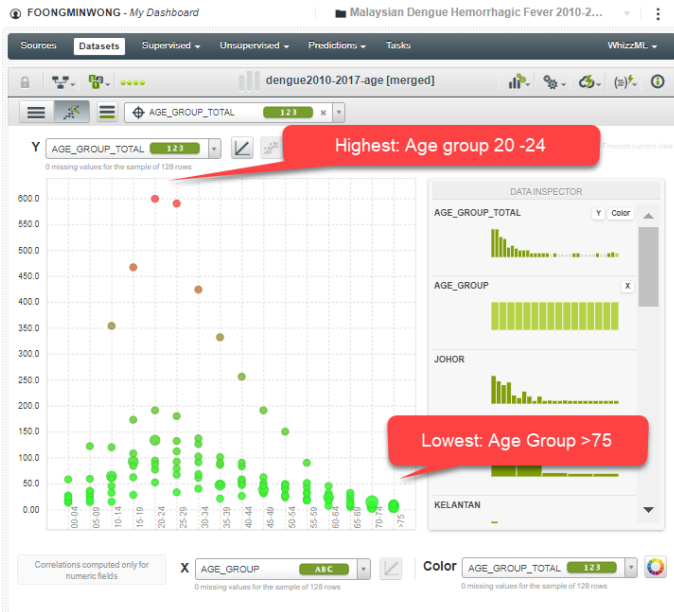 FOONGMINWONG - My Dashboard
Malaysian Dengue Hemorrhagic Fever 2010-2...
Sources Datasets Supervised Unsupervised Predictions Tasks WhizzML
dengue2010-2017-age [merged]
AGE_GROUP_TOTAL 123 ×
Y AGE_GROUP_TOTAL 123
Highest: Age group 20 -24
0 missing values for the sample of 128 rows
DATA INSPECTOR
AGE_GROUP_TOTAL Y Color
AGE_GROUP X
JOHOR
KELANTAN
600.0
550.0
500.0
450.0
400.0
350.0
300.0
250.0
200.0
150.0
100.0
50.0
0.00
Lowest: Age Group >75
00-04 05-09 10-14 15-19 20-24 25-29 30-34 35-39 40-44 45-49 50-54 55-59 60-64 65-69 70-74 >75
Correlations computed only for
numeric fields
X AGE_GROUP ABC
0 missing values for the sample of 128 rows
Color AGE_GROUP_TOTAL 123
0 missing values for the sample of 128 rows